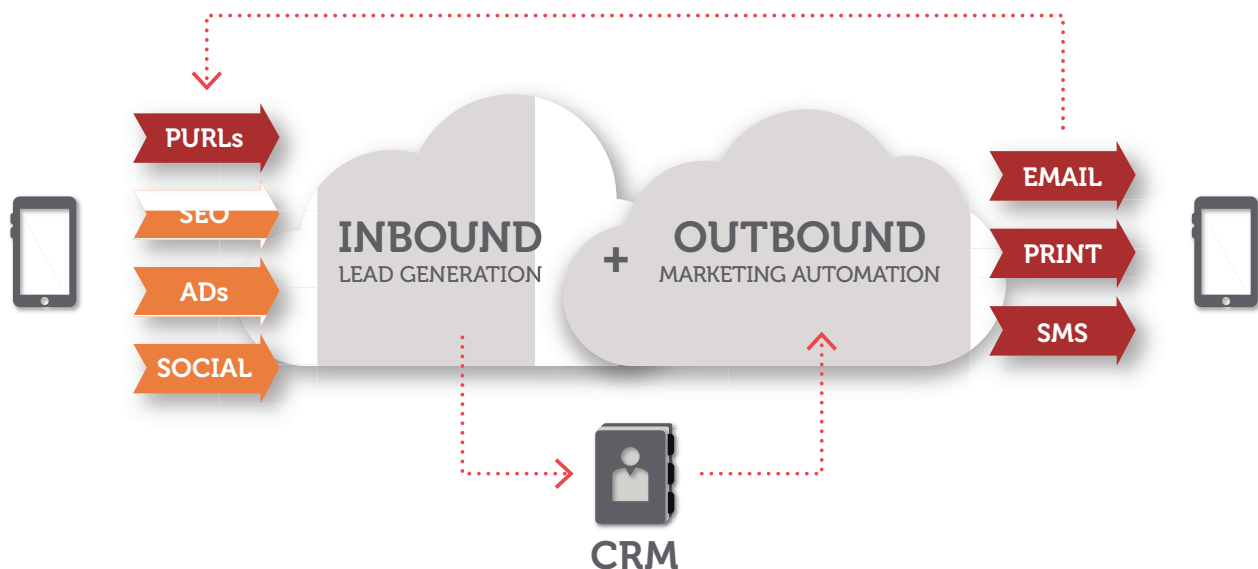 PURLs
SEO
ADs
SOCIAL
INBOUND
LEAD GENERATION
+
OUTBOUND
MARKETING AUTOMATION
EMAIL
PRINT
SMS
CRM